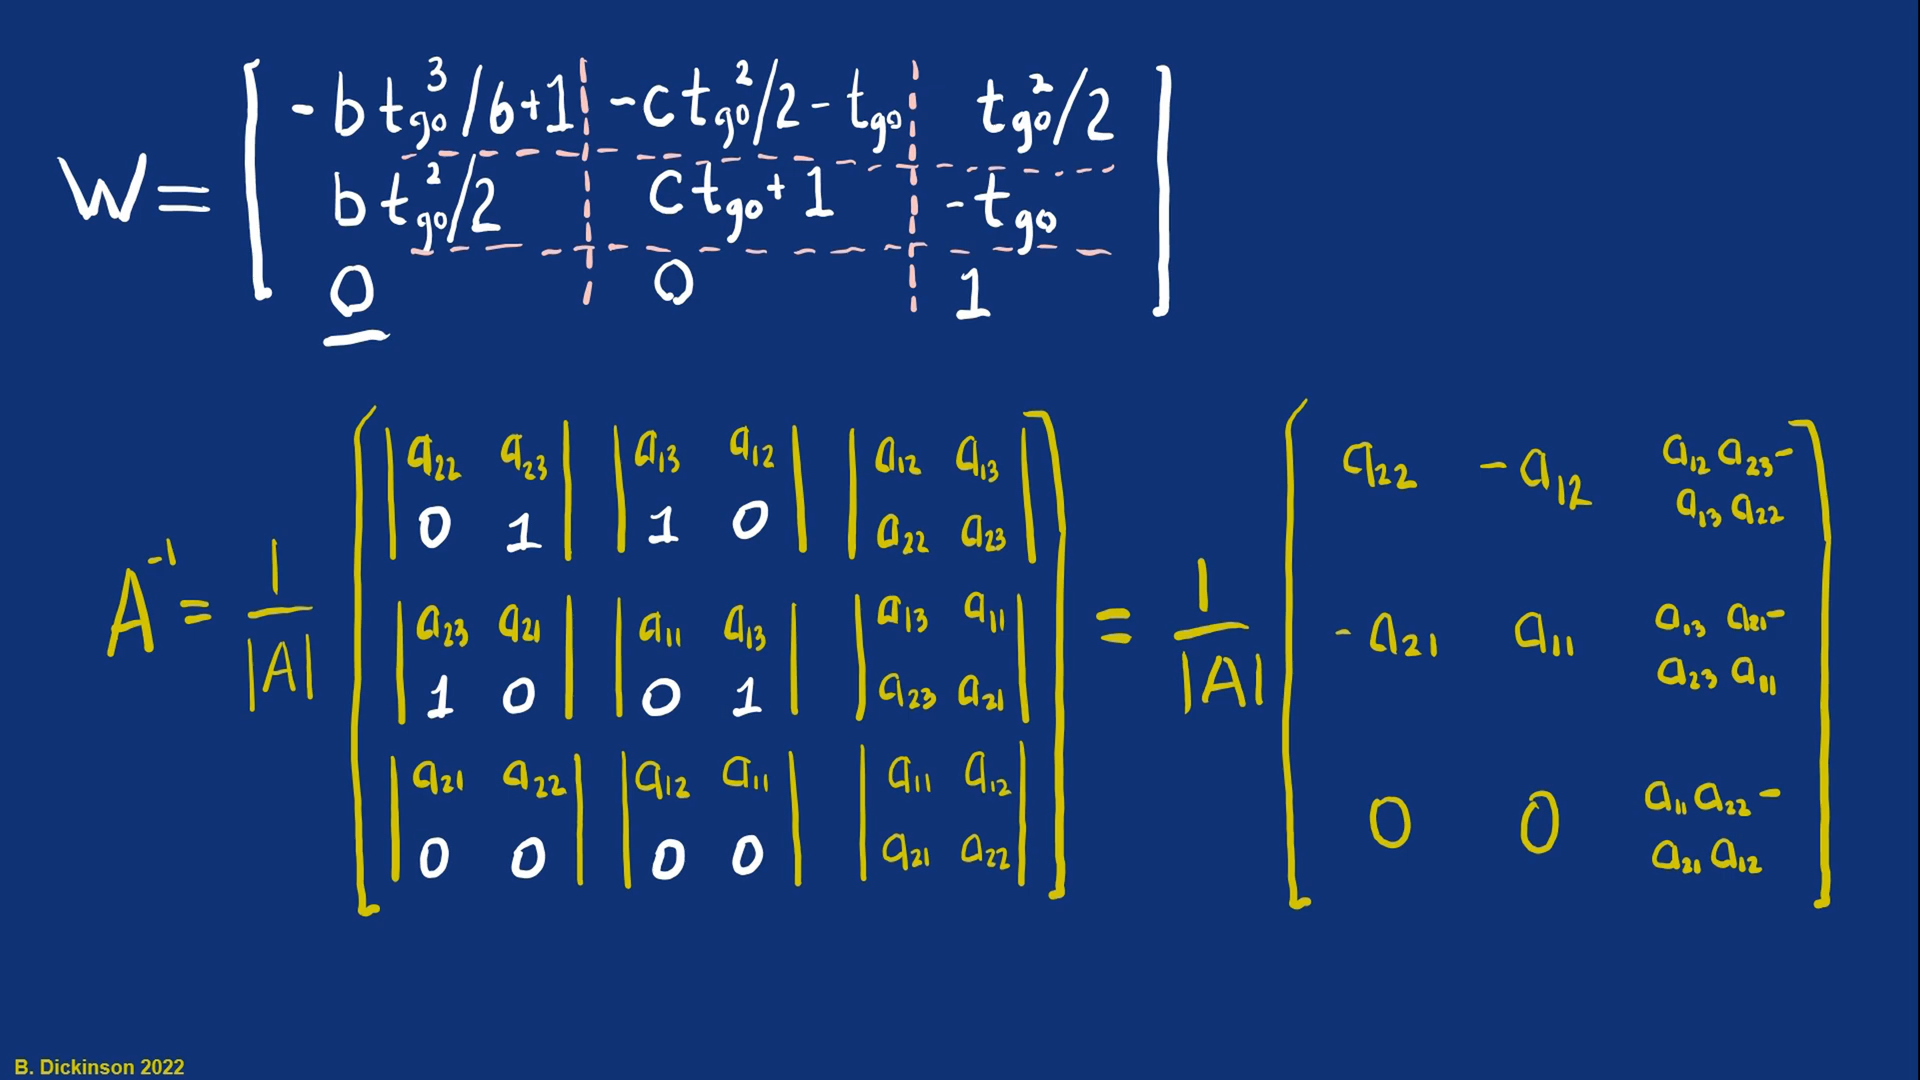 W = [ -b t_go^3/6+1 -c t_go^2/2 - t_go t_go^2/2
b t_go^2/2 c t_go+1 -t_go
0 0 1 ]
A^-1 = 1/|A| [ |a22 a23| |a13 a12| |a12 a13|
|0 1| |1 0| |a22 a23|
|a23 a21| |a11 a13| |a13 a11|
|1 0| |0 1| |a23 a21|
|a21 a22| |a12 a11| |a11 a12|
|0 0| |0 0| |a21 a22| ]
= 1/|A| [ a22 -a12 a12 a23-
a13 a22
-a21 a11 a13 a21-
a23 a11
0 0 a11 a22-
a21 a12 ]
B. Dickinson 2022